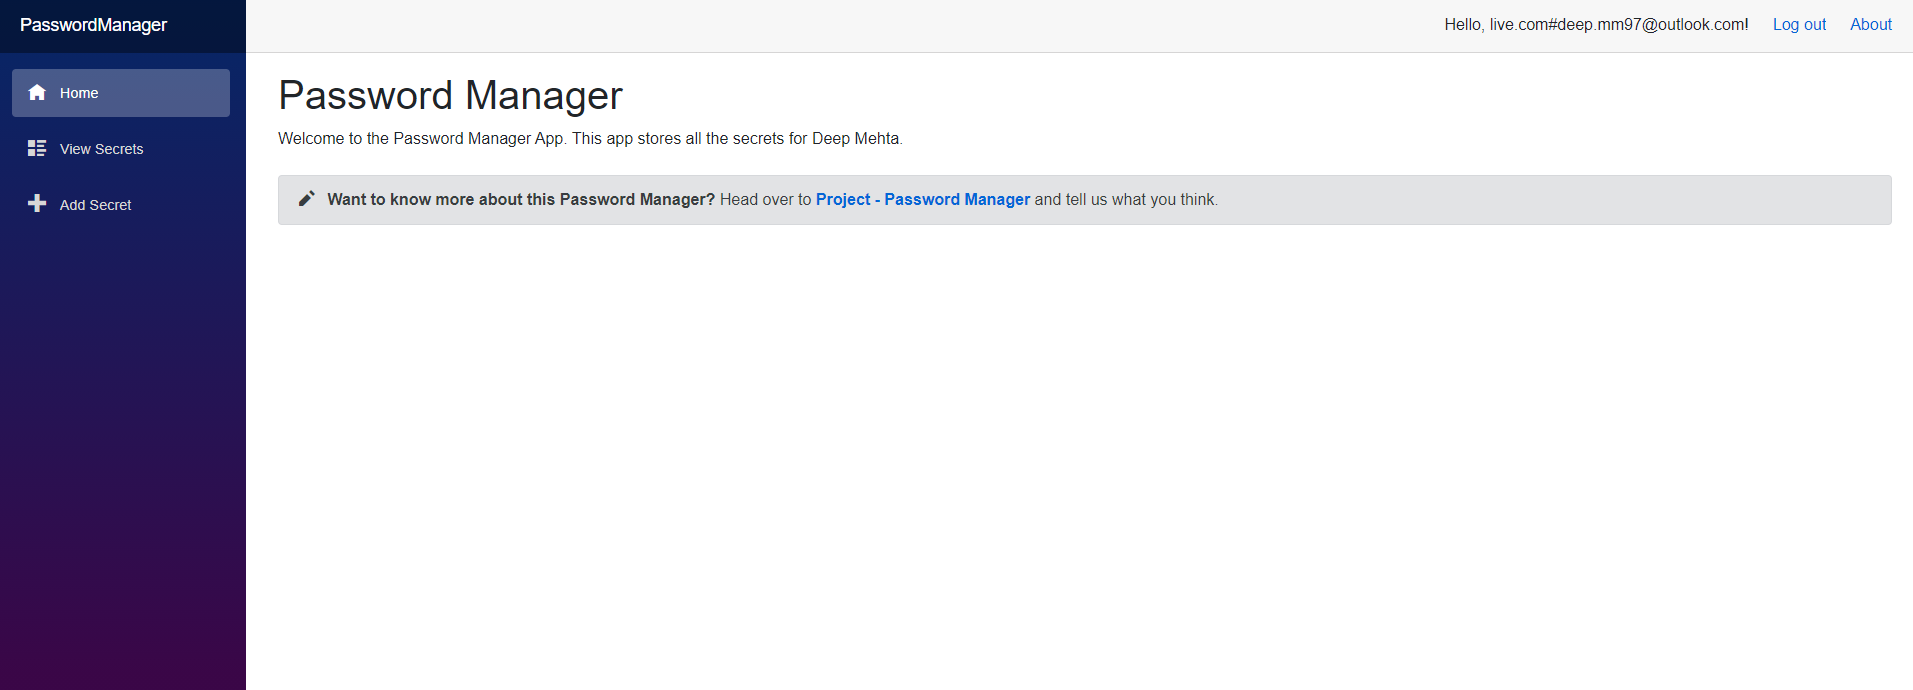 PasswordManager
Hello, live.com#deep.mm97@outlook.com! Log out About
Home
View Secrets
Add Secret
Password Manager
Welcome to the Password Manager App. This app stores all the secrets for Deep Mehta.
Want to know more about this Password Manager? Head over to Project - Password Manager and tell us what you think.